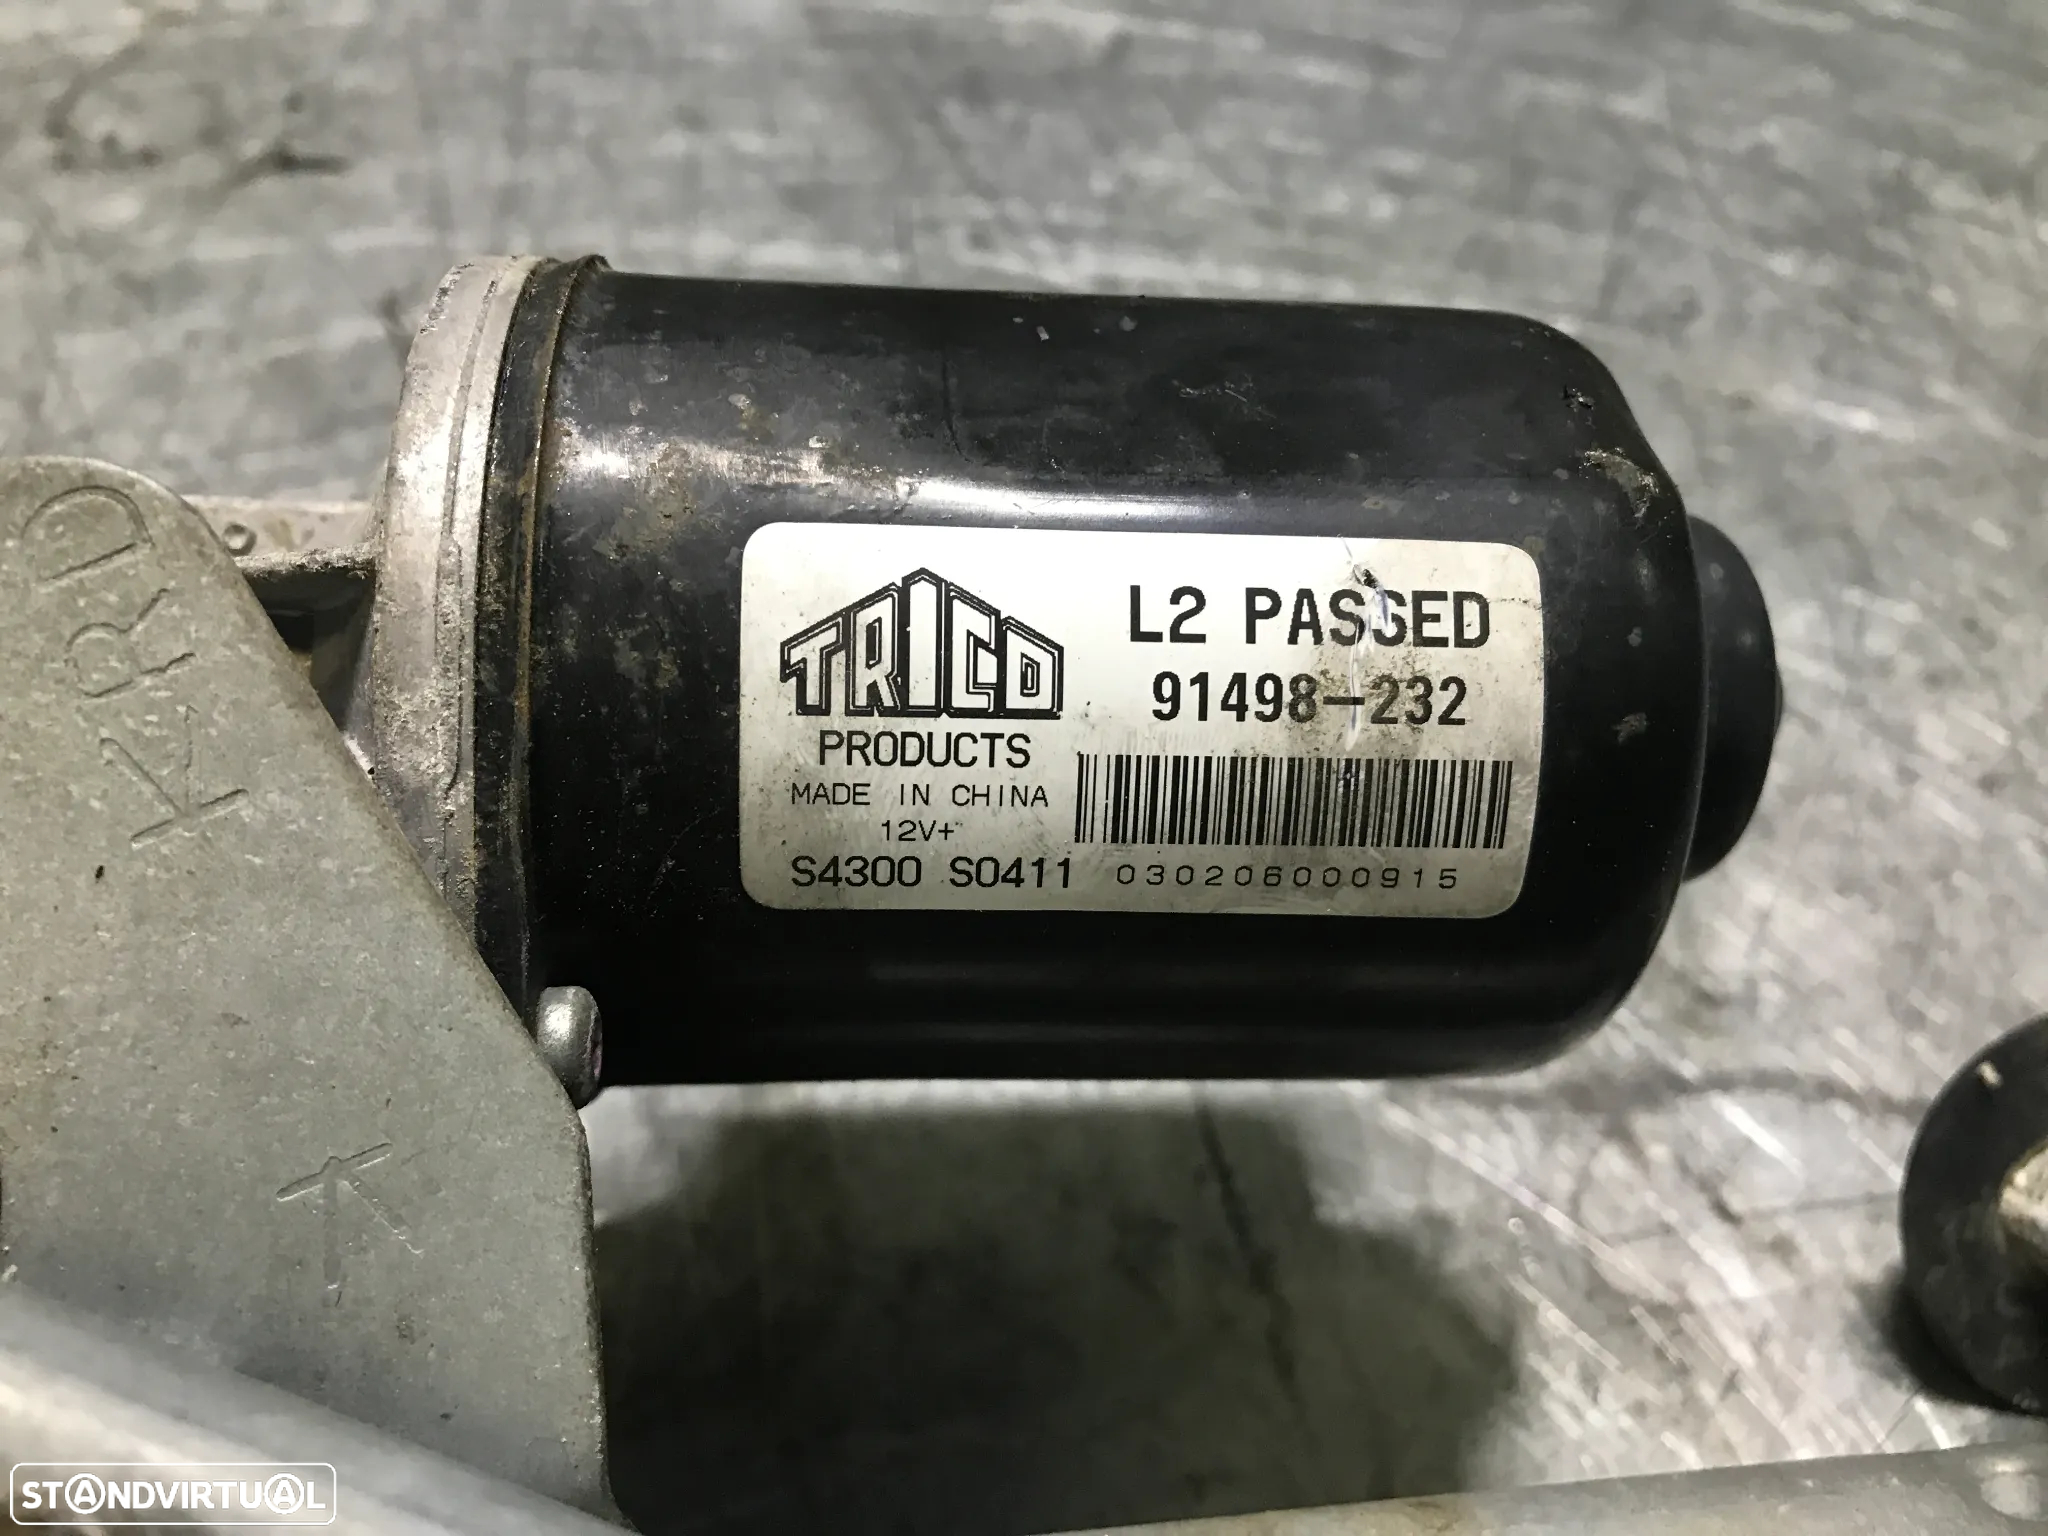 KRD
TRICO
PRODUCTS
MADE IN CHINA
12V+
S4300 S0411
L2 PASSED
91498-232
030206000915
STANDVIRTUAL